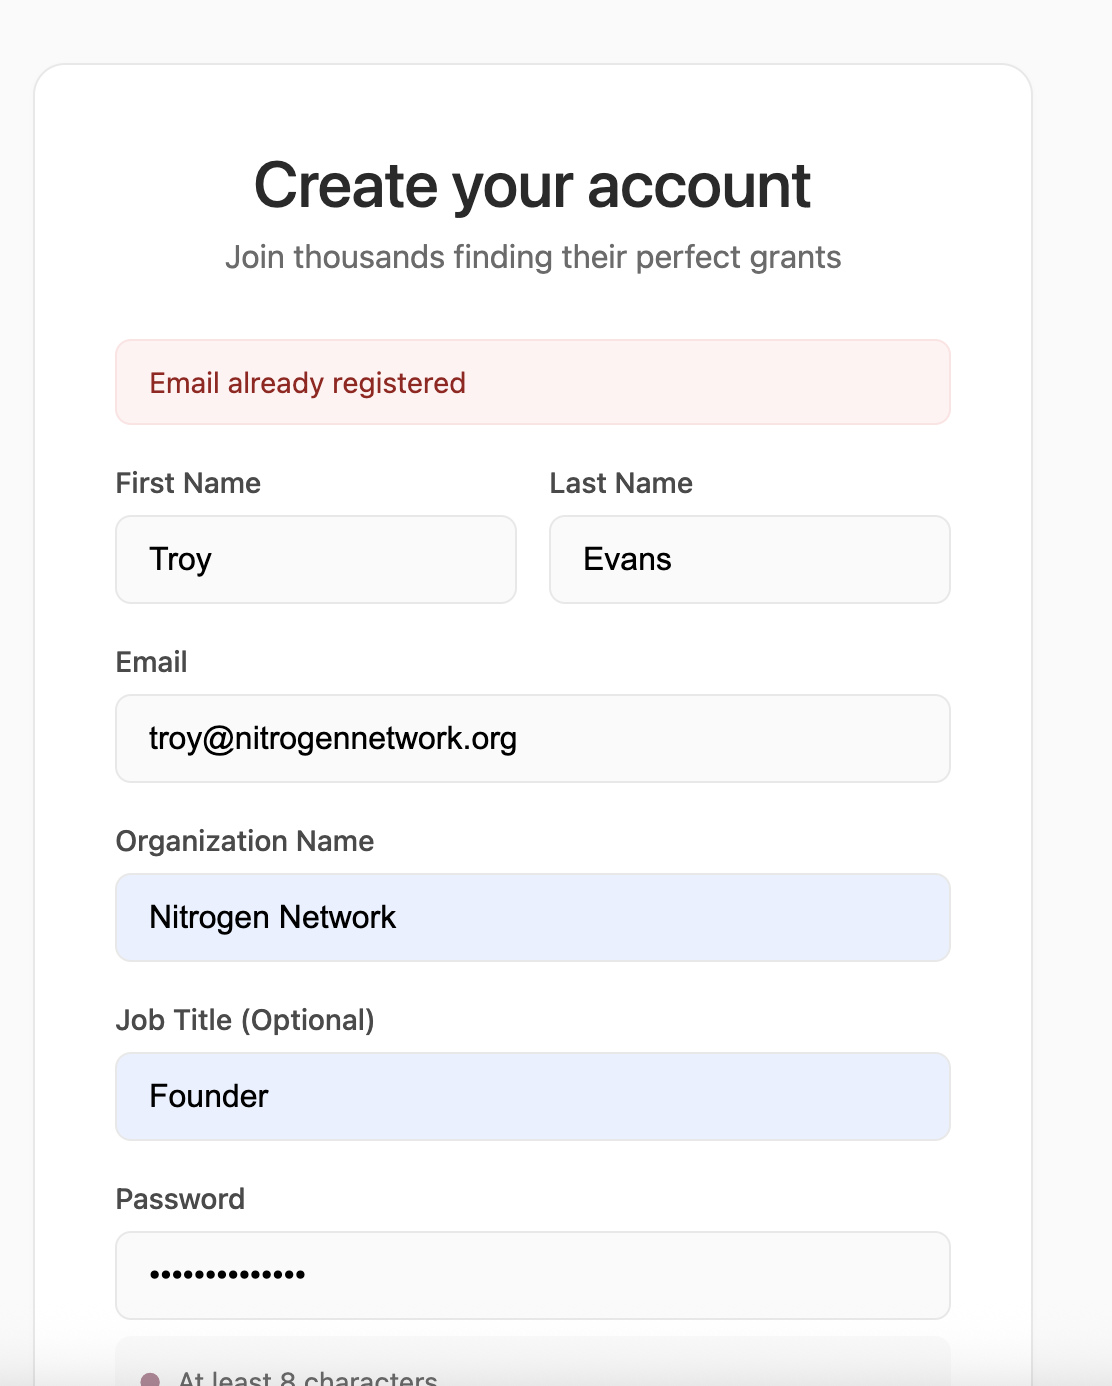 Create your account
Join thousands finding their perfect grants
Email already registered
First Name
Last Name
Troy
Evans
Email
troy@nitrogennetwork.org
Organization Name
Nitrogen Network
Job Title (Optional)
Founder
Password
••••••••••••••
At least 8 characters